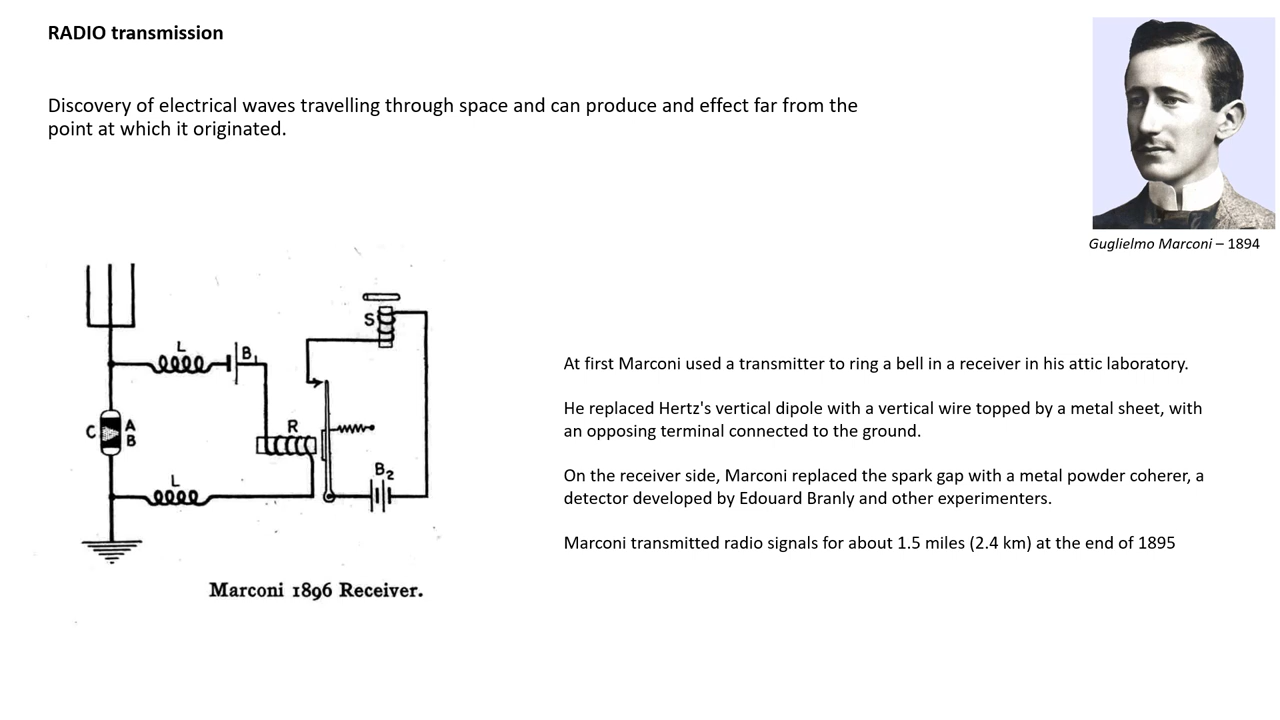 RADIO transmission
Discovery of electrical waves travelling through space and can produce and effect far from the
point at which it originated.
Guglielmo Marconi – 1894
S
L
B₁
C
A
B
R
L
B₂
Marconi 1896 Receiver.
At first Marconi used a transmitter to ring a bell in a receiver in his attic laboratory.
He replaced Hertz's vertical dipole with a vertical wire topped by a metal sheet, with
an opposing terminal connected to the ground.
On the receiver side, Marconi replaced the spark gap with a metal powder coherer, a
detector developed by Edouard Branly and other experimenters.
Marconi transmitted radio signals for about 1.5 miles (2.4 km) at the end of 1895